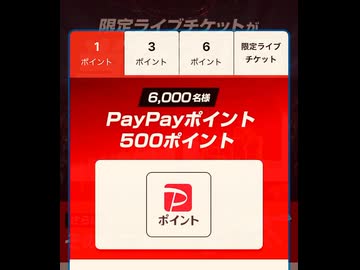 限定ライブチケットが
1
ポイント
3
ポイント
6
ポイント
限定ライブ
チケット
6,000名様
PayPayポイント
500ポイント
P
ポイント